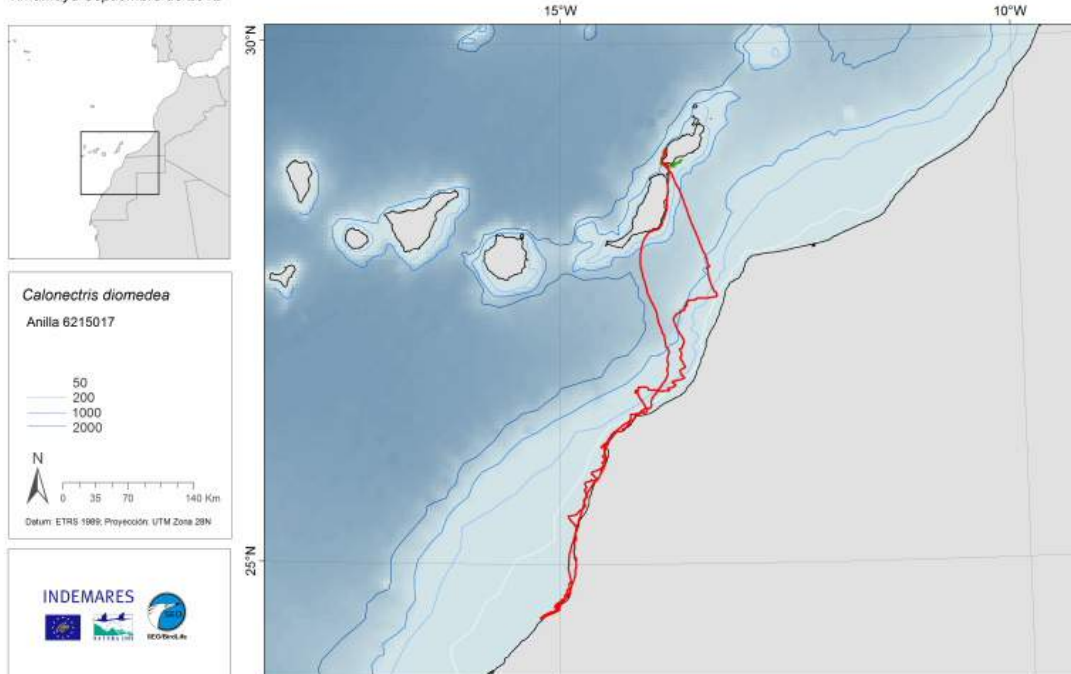 15°W
10°W
30°N
25°N
Calonectris diomedea
Anilla 6215017
50
200
1000
2000
N
0 35 70 140 Km
Datum: ETRS 1989; Proyección: UTM Zona 28N
INDEMARES
SEO
SEO/BirdLife